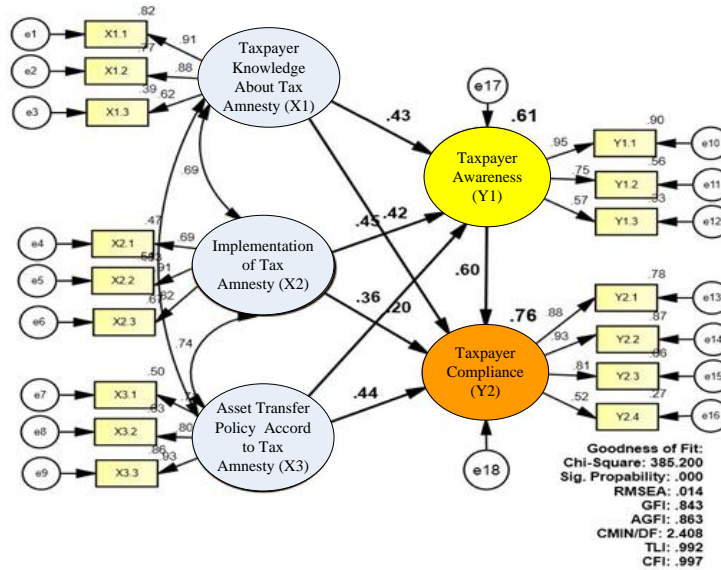 e1
X1.1
.82
.91
e2
X1.2
.77
.88
e3
X1.3
.39
.62
Taxpayer
Knowledge
About Tax
Amnesty (X1)
.43
e17
.61
Taxpayer
Awareness
(Y1)
.95
Y1.1
.90
e10
.75
Y1.2
.56
e11
.57
Y1.3
.33
e12
.69
.47
e4
X2.1
.69
e5
X2.2
.91
e6
X2.3
.67
.82
Implementation
of Tax
Amnesty (X2)
.45
.42
.36
.20
.60
.74
.76
Taxpayer
Compliance
(Y2)
.88
Y2.1
.78
e13
.93
Y2.2
.87
e14
.81
Y2.3
.66
e15
.52
Y2.4
.27
e16
e7
X3.1
.50
e8
X3.2
.63
.80
e9
X3.3
.86
.93
Asset Transfer
Policy Accord
to Tax
Amnesty (X3)
.44
e18
Goodness of Fit:
Chi-Square: 385.200
Sig. Propability: .000
RMSEA: .014
GFI: .843
AGFI: .863
CMIN/DF: 2.408
TLI: .992
CFI: .997